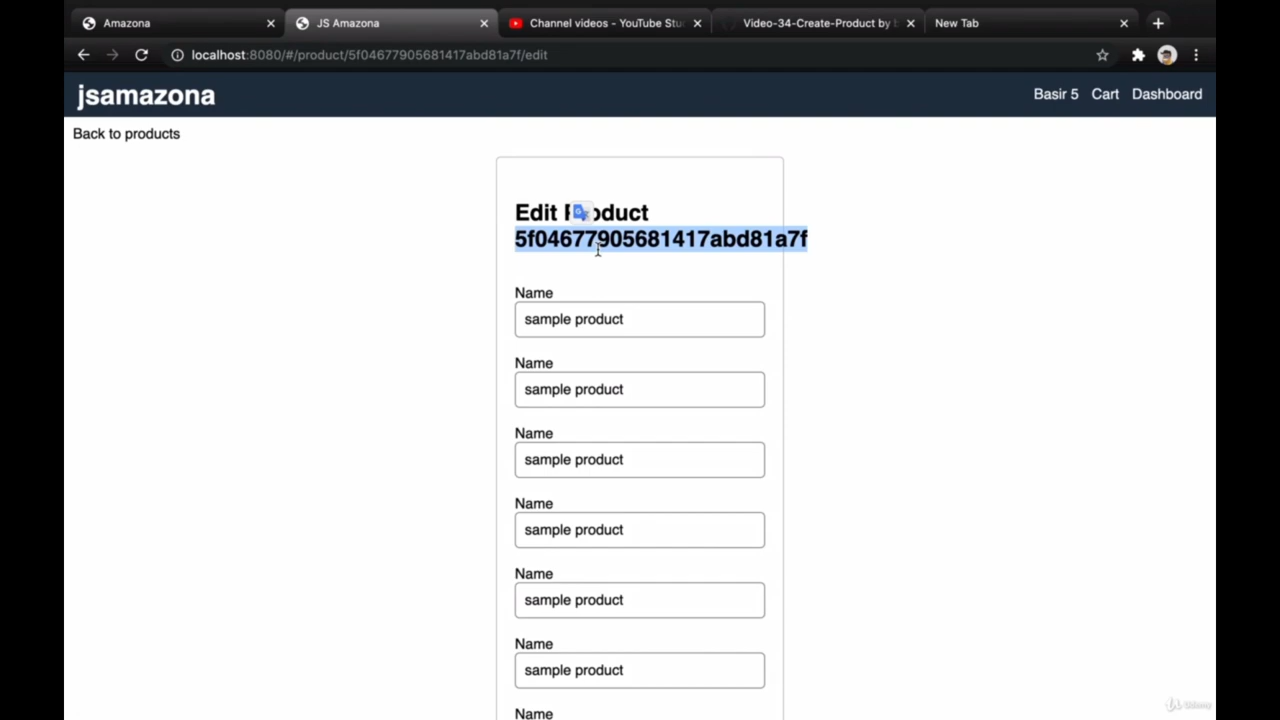 Amazona
JS Amazona
Channel videos - YouTube Stu
Video-34-Create-Product by
New Tab
localhost:8080/#/product/5f04677905681417abd81a7f/edit
jsamazona
Basir 5 Cart Dashboard
Back to products
Edit Product
5f04677905681417abd81a7f
Name
sample product
Name
sample product
Name
sample product
Name
sample product
Name
sample product
Name
sample product
Name
Udemy